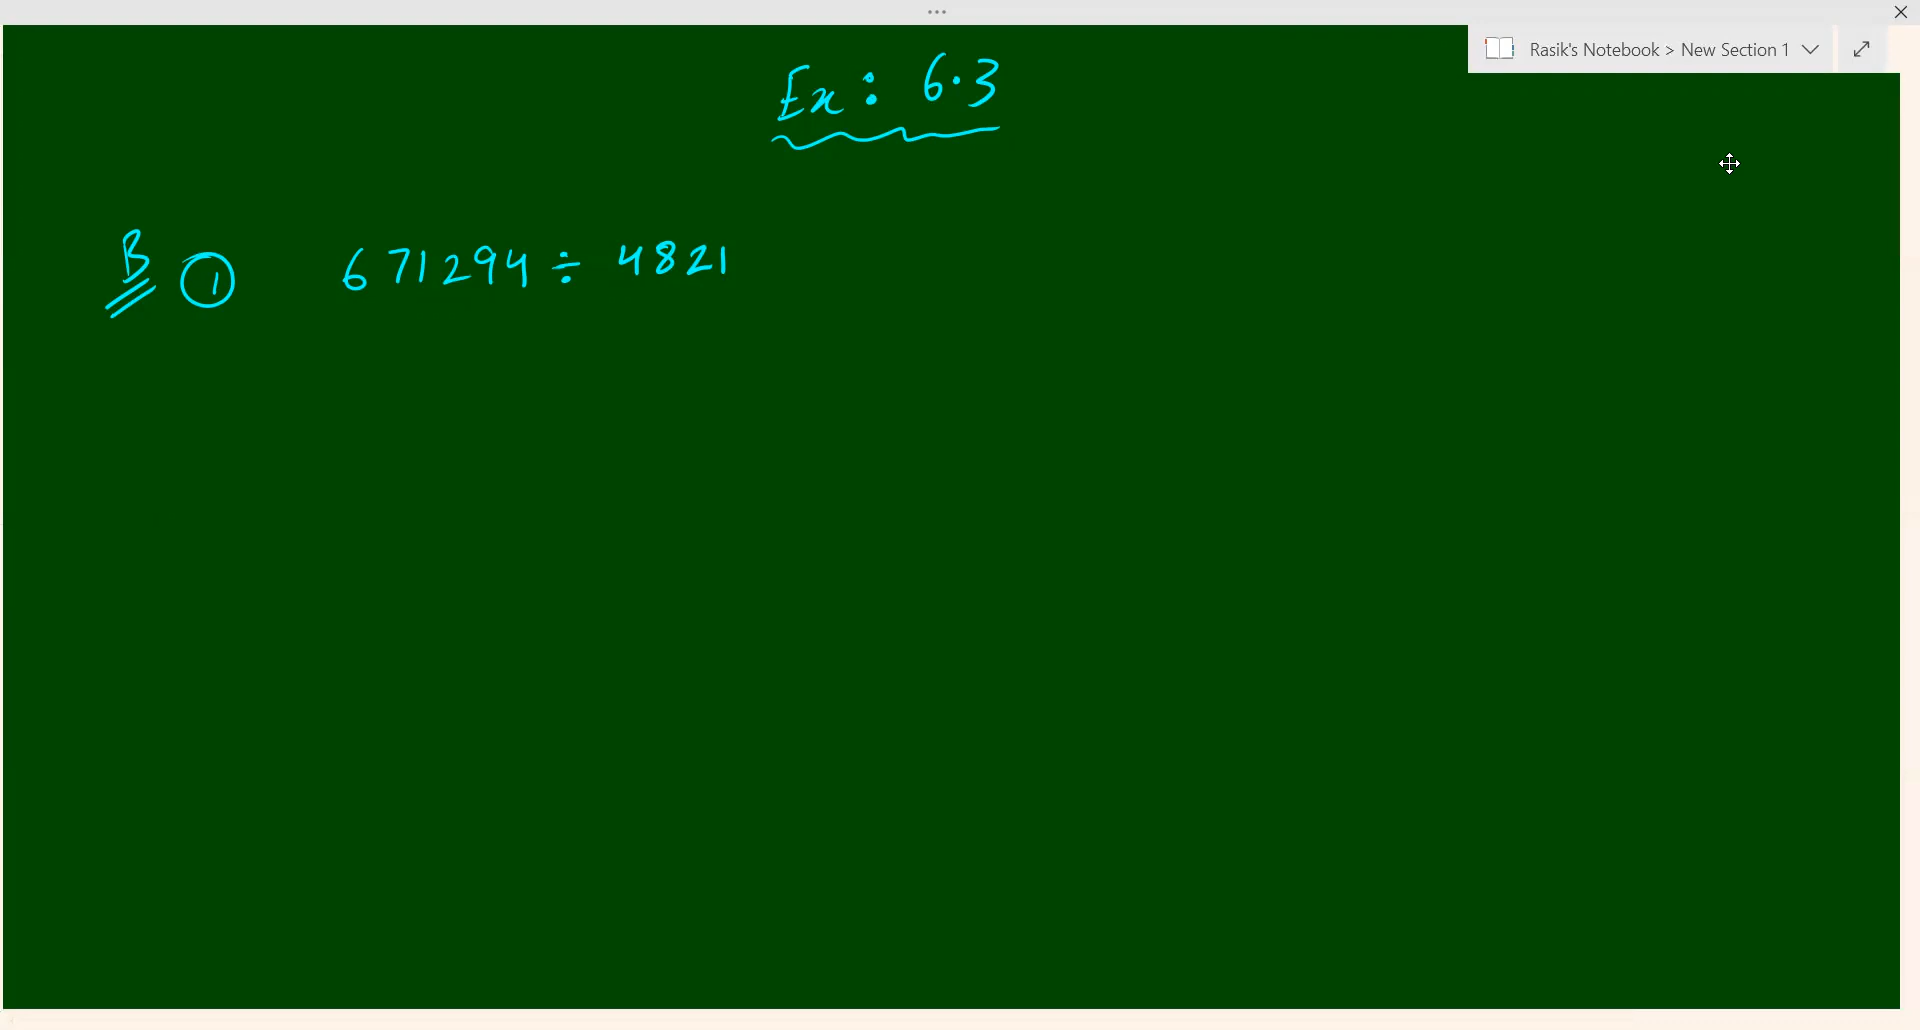 Rasik's Notebook > New Section 1
Ex : 6.3
B ① 671294 ÷ 4821